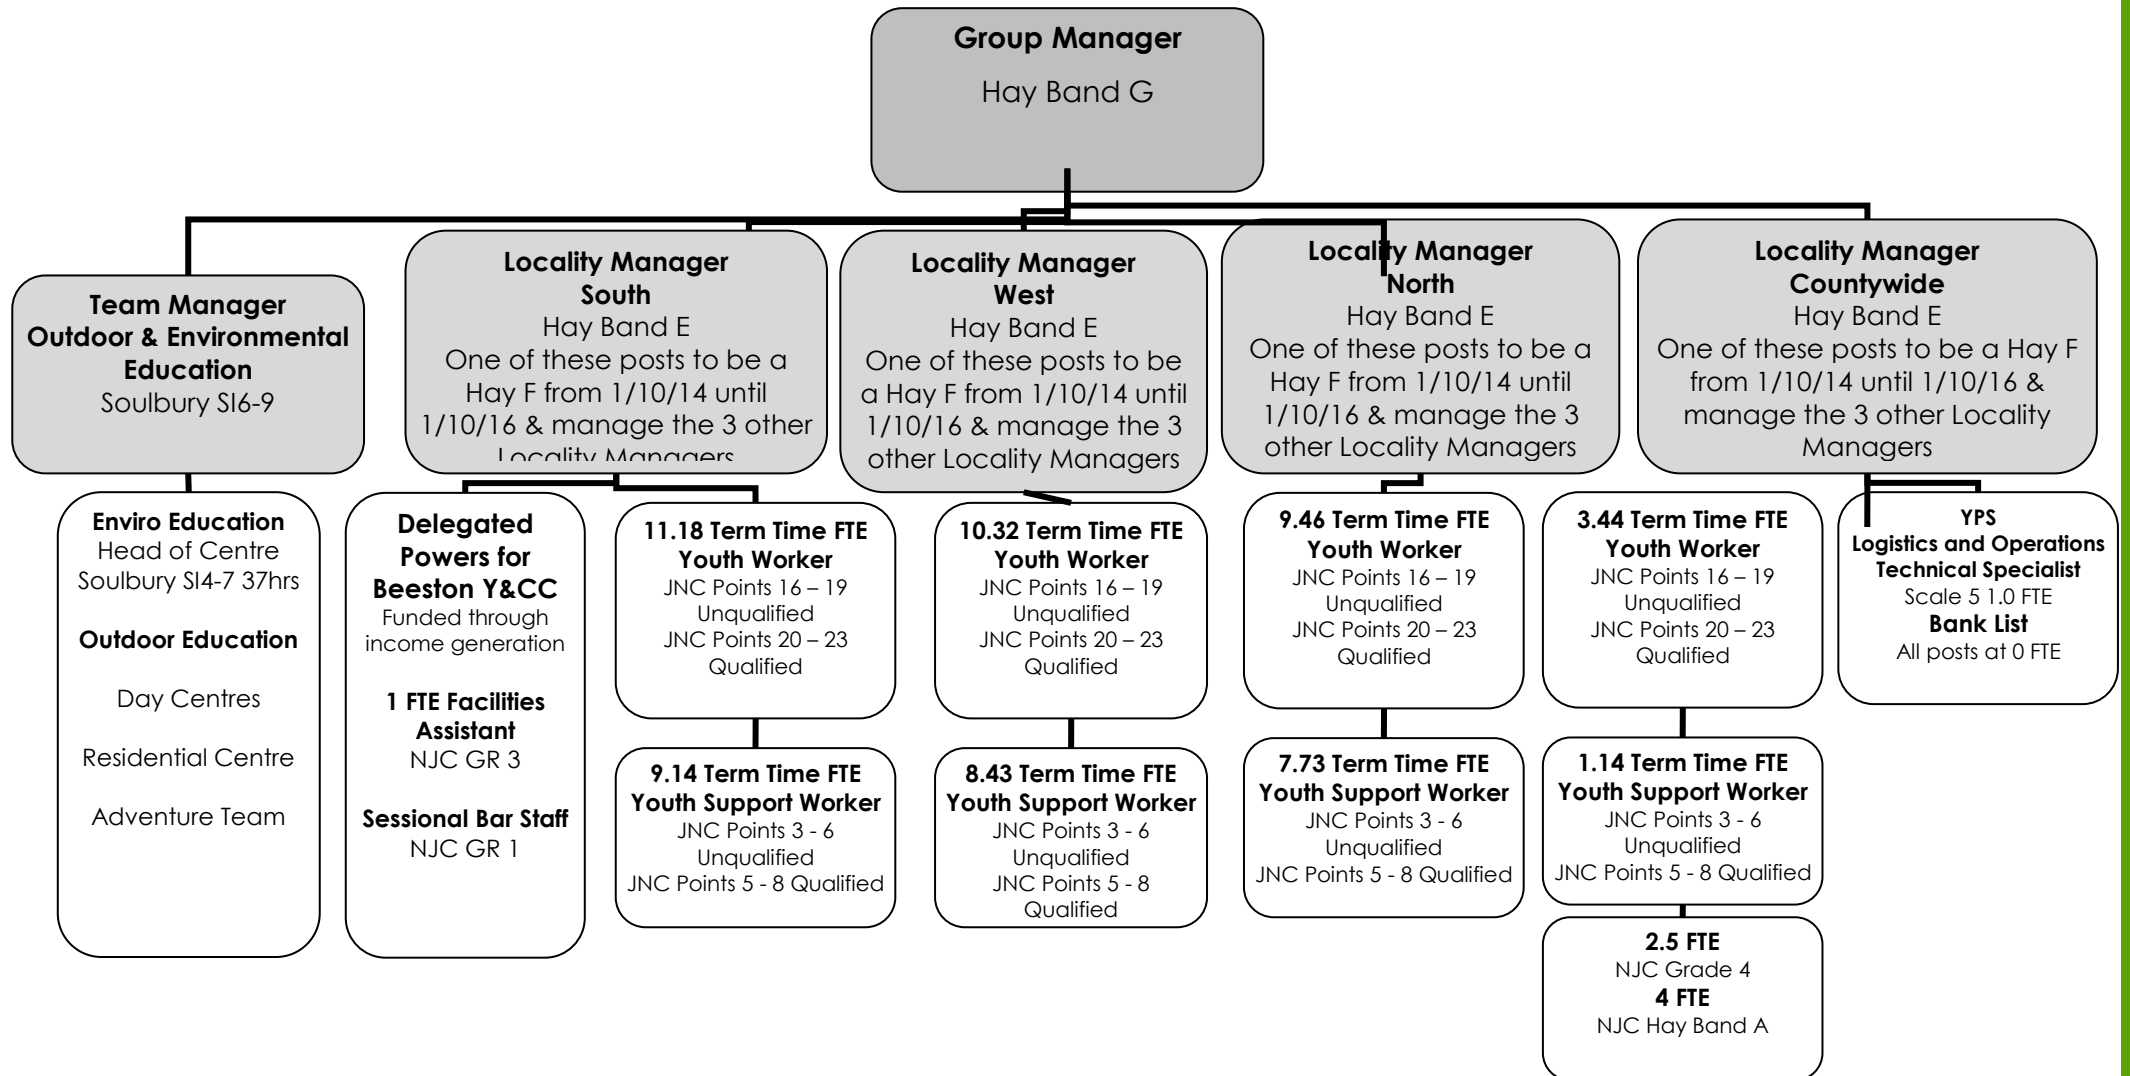 Group Manager
Hay Band G
Team Manager
Outdoor & Environmental
Education
Soulbury SI6-9
Locality Manager
South
Hay Band E
One of these posts to be a
Hay F from 1/10/14 until
1/10/16 & manage the 3 other
Locality Managers
Locality Manager
West
Hay Band E
One of these posts to be
a Hay F from 1/10/14 until
1/10/16 & manage the 3
other Locality Managers
Locality Manager
North
Hay Band E
One of these posts to be a
Hay F from 1/10/14 until
1/10/16 & manage the 3
other Locality Managers
Locality Manager
Countywide
Hay Band E
One of these posts to be a Hay F
from 1/10/14 until 1/10/16 &
manage the 3 other Locality
Managers
Enviro Education
Head of Centre
Soulbury SI4-7 37hrs
Outdoor Education
Day Centres
Residential Centre
Adventure Team
Delegated
Powers for
Beeston Y&CC
Funded through
income generation
1 FTE Facilities
Assistant
NJC GR 3
Sessional Bar Staff
NJC GR 1
11.18 Term Time FTE
Youth Worker
JNC Points 16 – 19
Unqualified
JNC Points 20 – 23
Qualified
9.14 Term Time FTE
Youth Support Worker
JNC Points 3 - 6
Unqualified
JNC Points 5 - 8 Qualified
10.32 Term Time FTE
Youth Worker
JNC Points 16 – 19
Unqualified
JNC Points 20 – 23
Qualified
8.43 Term Time FTE
Youth Support Worker
JNC Points 3 - 6
Unqualified
JNC Points 5 - 8
Qualified
9.46 Term Time FTE
Youth Worker
JNC Points 16 – 19
Unqualified
JNC Points 20 – 23
Qualified
7.73 Term Time FTE
Youth Support Worker
JNC Points 3 - 6
Unqualified
JNC Points 5 - 8 Qualified
3.44 Term Time FTE
Youth Worker
JNC Points 16 – 19
Unqualified
JNC Points 20 – 23
Qualified
1.14 Term Time FTE
Youth Support Worker
JNC Points 3 - 6
Unqualified
JNC Points 5 - 8 Qualified
2.5 FTE
NJC Grade 4
4 FTE
NJC Hay Band A
YPS
Logistics and Operations
Technical Specialist
Scale 5 1.0 FTE
Bank List
All posts at 0 FTE